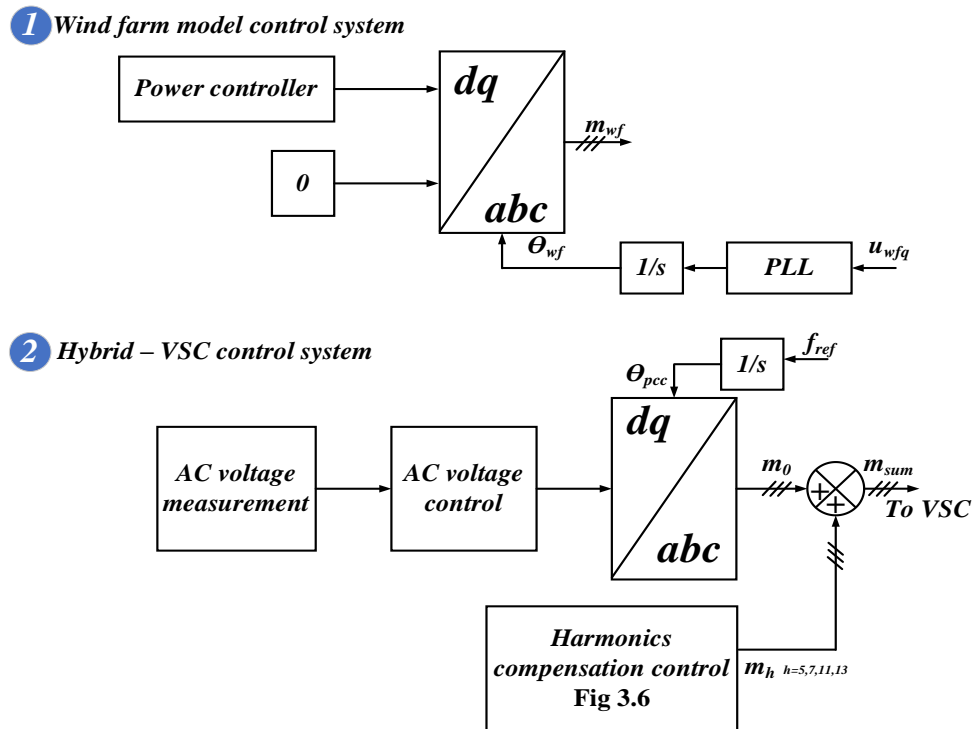 1 Wind farm model control system
Power controller
dq
m_wf
0
abc
Ө_wf
1/s
PLL
u_wfq
2 Hybrid – VSC control system
f_ref
Ө_pcc
1/s
dq
AC voltage
measurement
AC voltage
control
m_0
m_sum
+
+
To VSC
abc
Harmonics
compensation control
Fig 3.6
m_h h=5,7,11,13